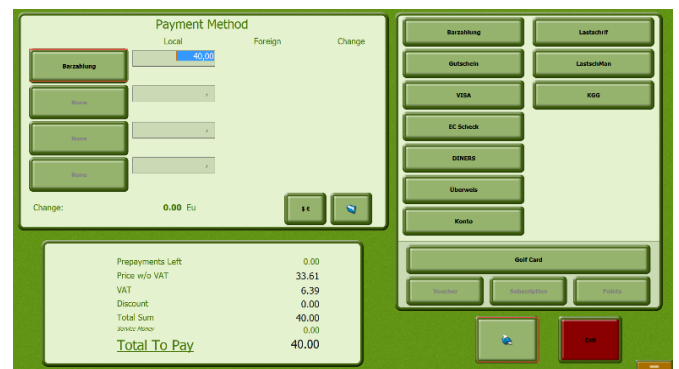 Payment Method
Local Foreign Change
Barzahlung 40,00
None ,
None ,
None ,
Change: 0.00 Eu
$ €
Prepayments Left 0.00
Price w/o VAT 33.61
VAT 6.39
Discount 0.00
Total Sum 40.00
Service Money 0.00
Total To Pay 40.00
Barzahlung Lastschrif
Gutschein LastschMan
VISA KGG
EC Scheck
DINERS
Überweis
Konto
Golf Card
Voucher Subscription Points
Exit